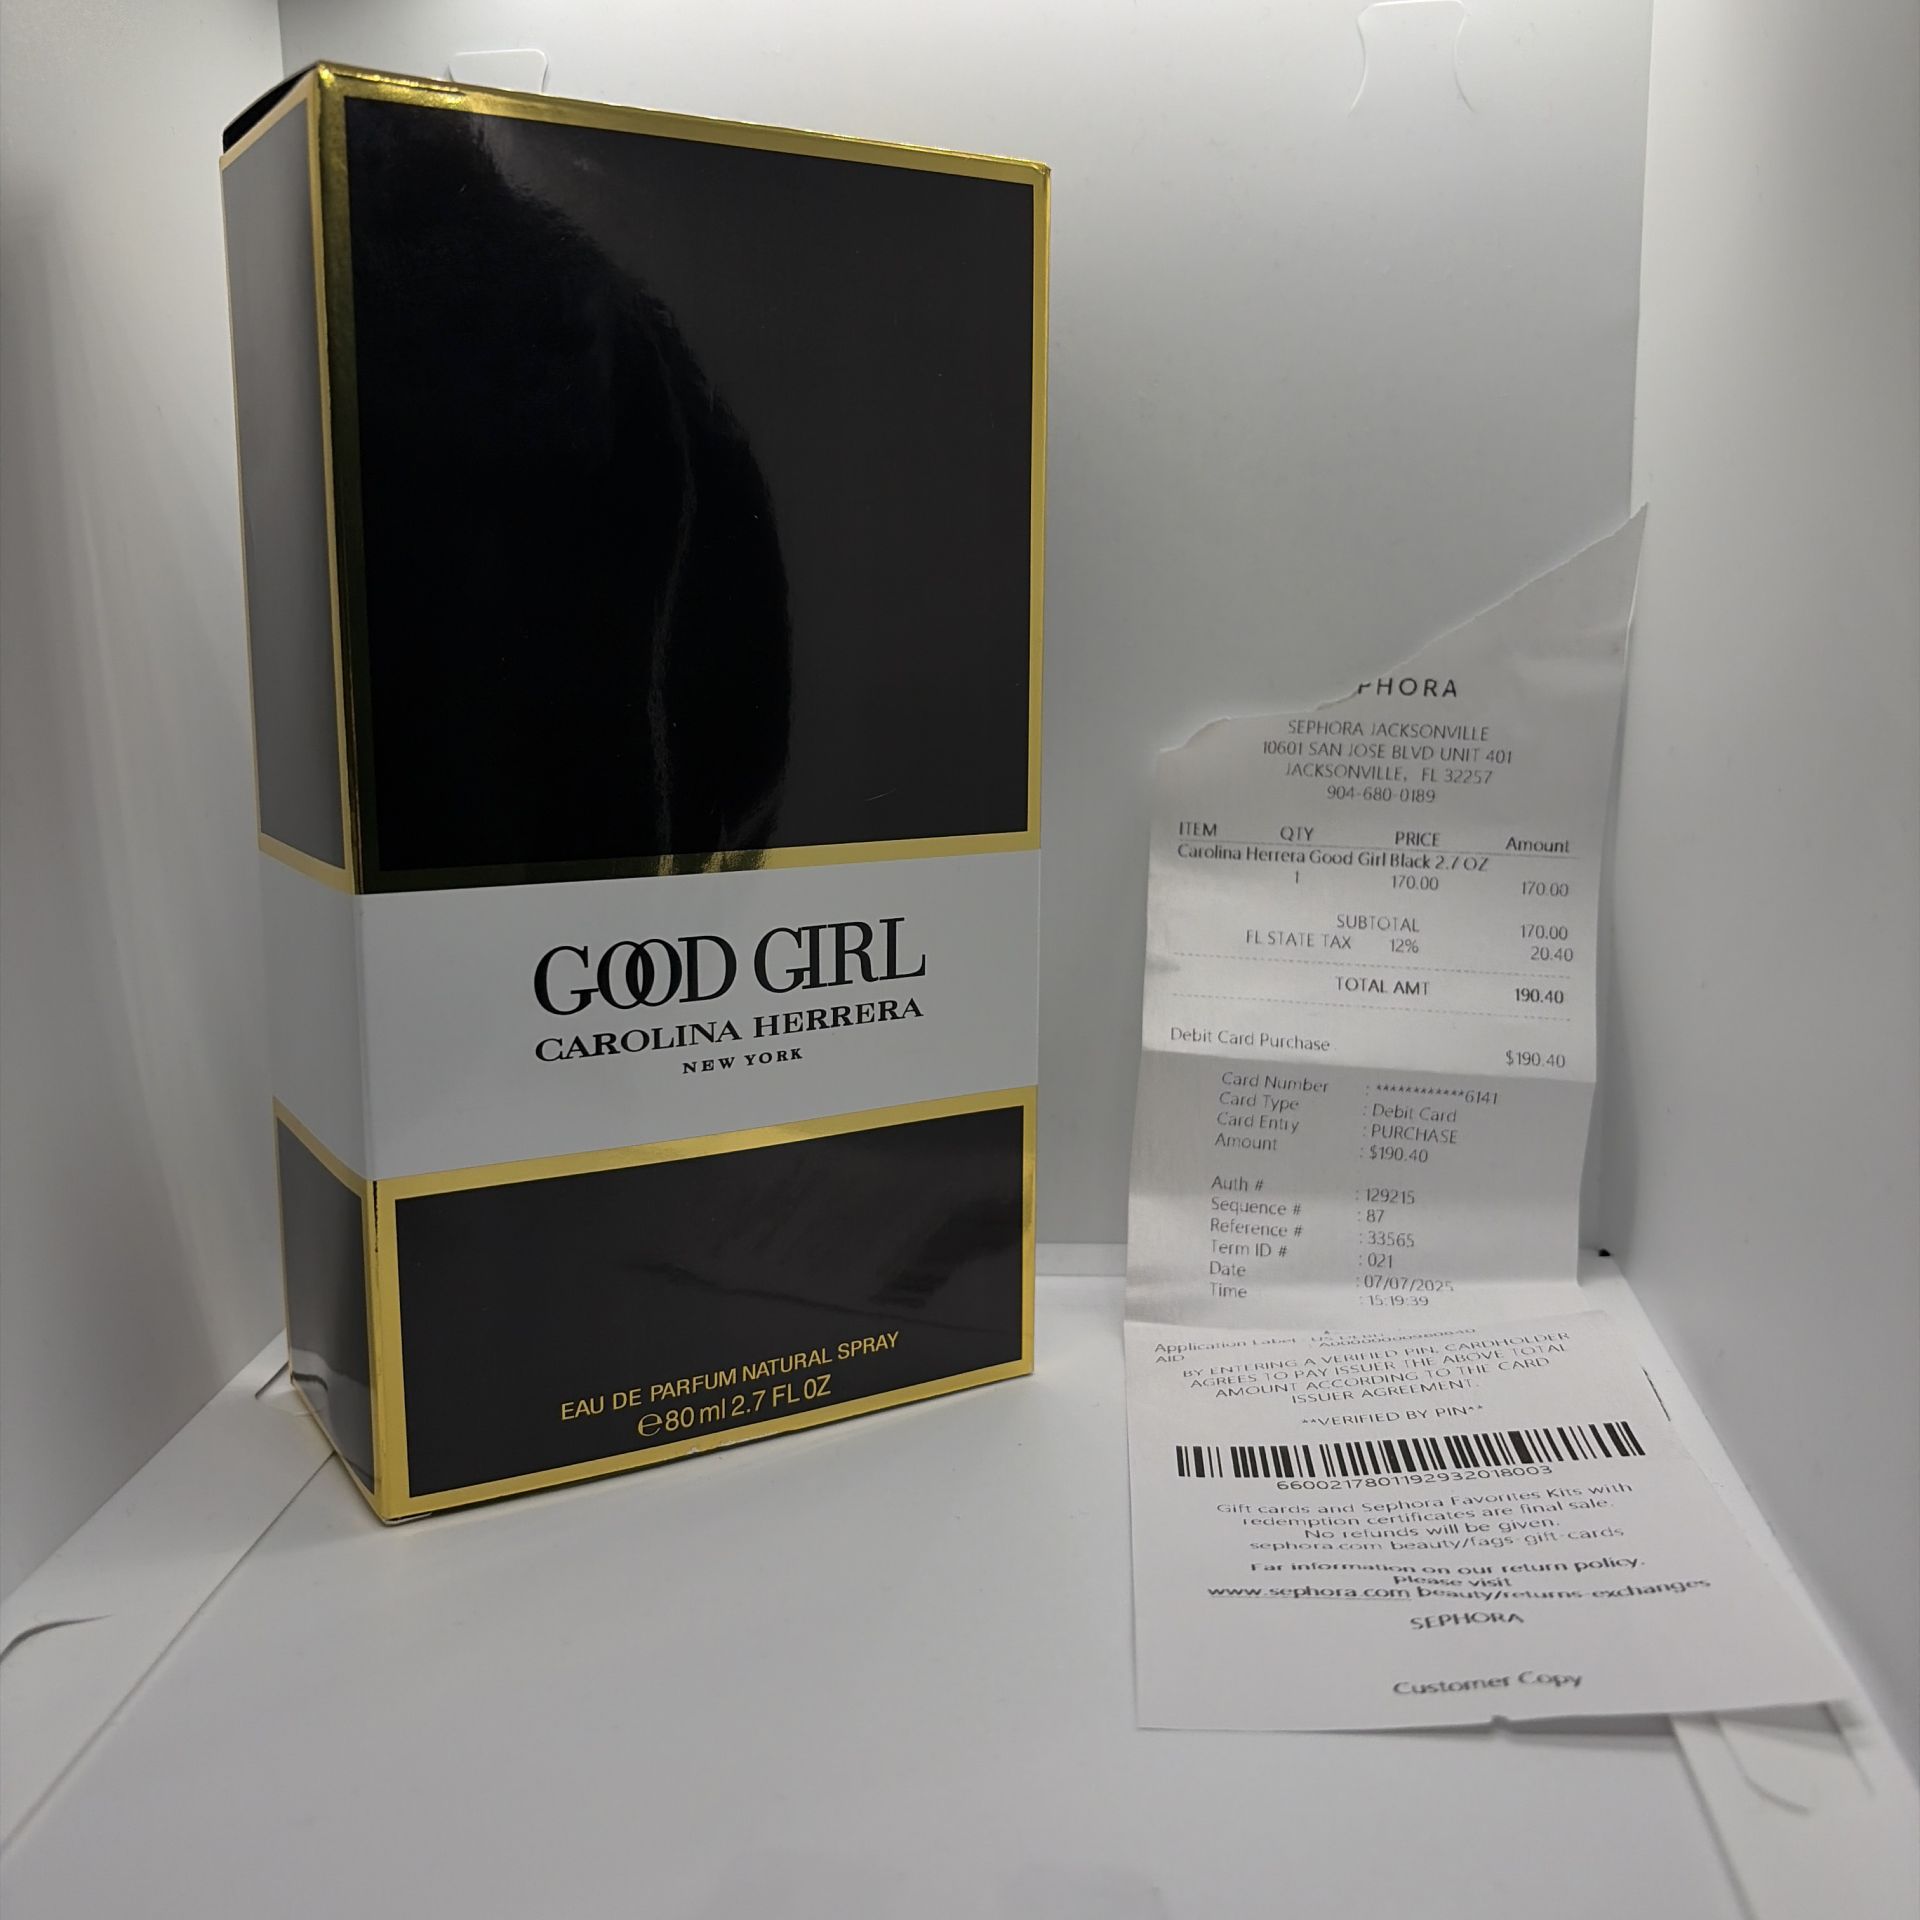 GOOD GIRL
CAROLINA HERRERA
NEW YORK
EAU DE PARFUM NATURAL SPRAY
℮80 ml 2.7 FL OZ
PHORA
SEPHORA JACKSONVILLE
10601 SAN JOSE BLVD UNIT 401
JACKSONVILLE, FL 32257
904-680-0189
ITEM QTY PRICE Amount
Carolina Herrera Good Girl Black 2.7 OZ
1 170.00 170.00
SUBTOTAL 170.00
FL STATE TAX 12% 20.40
TOTAL AMT 190.40
Debit Card Purchase $190.40
Card Number : ************6141
Card Type : Debit Card
Card Entry : PURCHASE
Amount : $190.40
Auth # : 129215
Sequence # : 87
Reference # : 33565
Term ID # : 021
Date : 07/07/2025
Time : 15:19:39
Application Label : US
AID
BY ENTERING A VERIFIED PIN, CARDHOLDER
AGREES TO PAY ISSUER THE ABOVE TOTAL
AMOUNT ACCORDING TO THE CARD
ISSUER AGREEMENT.
**VERIFIED BY PIN**
6600217801192932018003
Gift cards and Sephora Favorites Kits with
redemption certificates are final sale.
No refunds will be given.
sephora.com beauty/fags-gift-cards
Far information on our return policy.
Please visit
www.sephora.com beauty/returns-exchanges
SEPHORA
Customer Copy